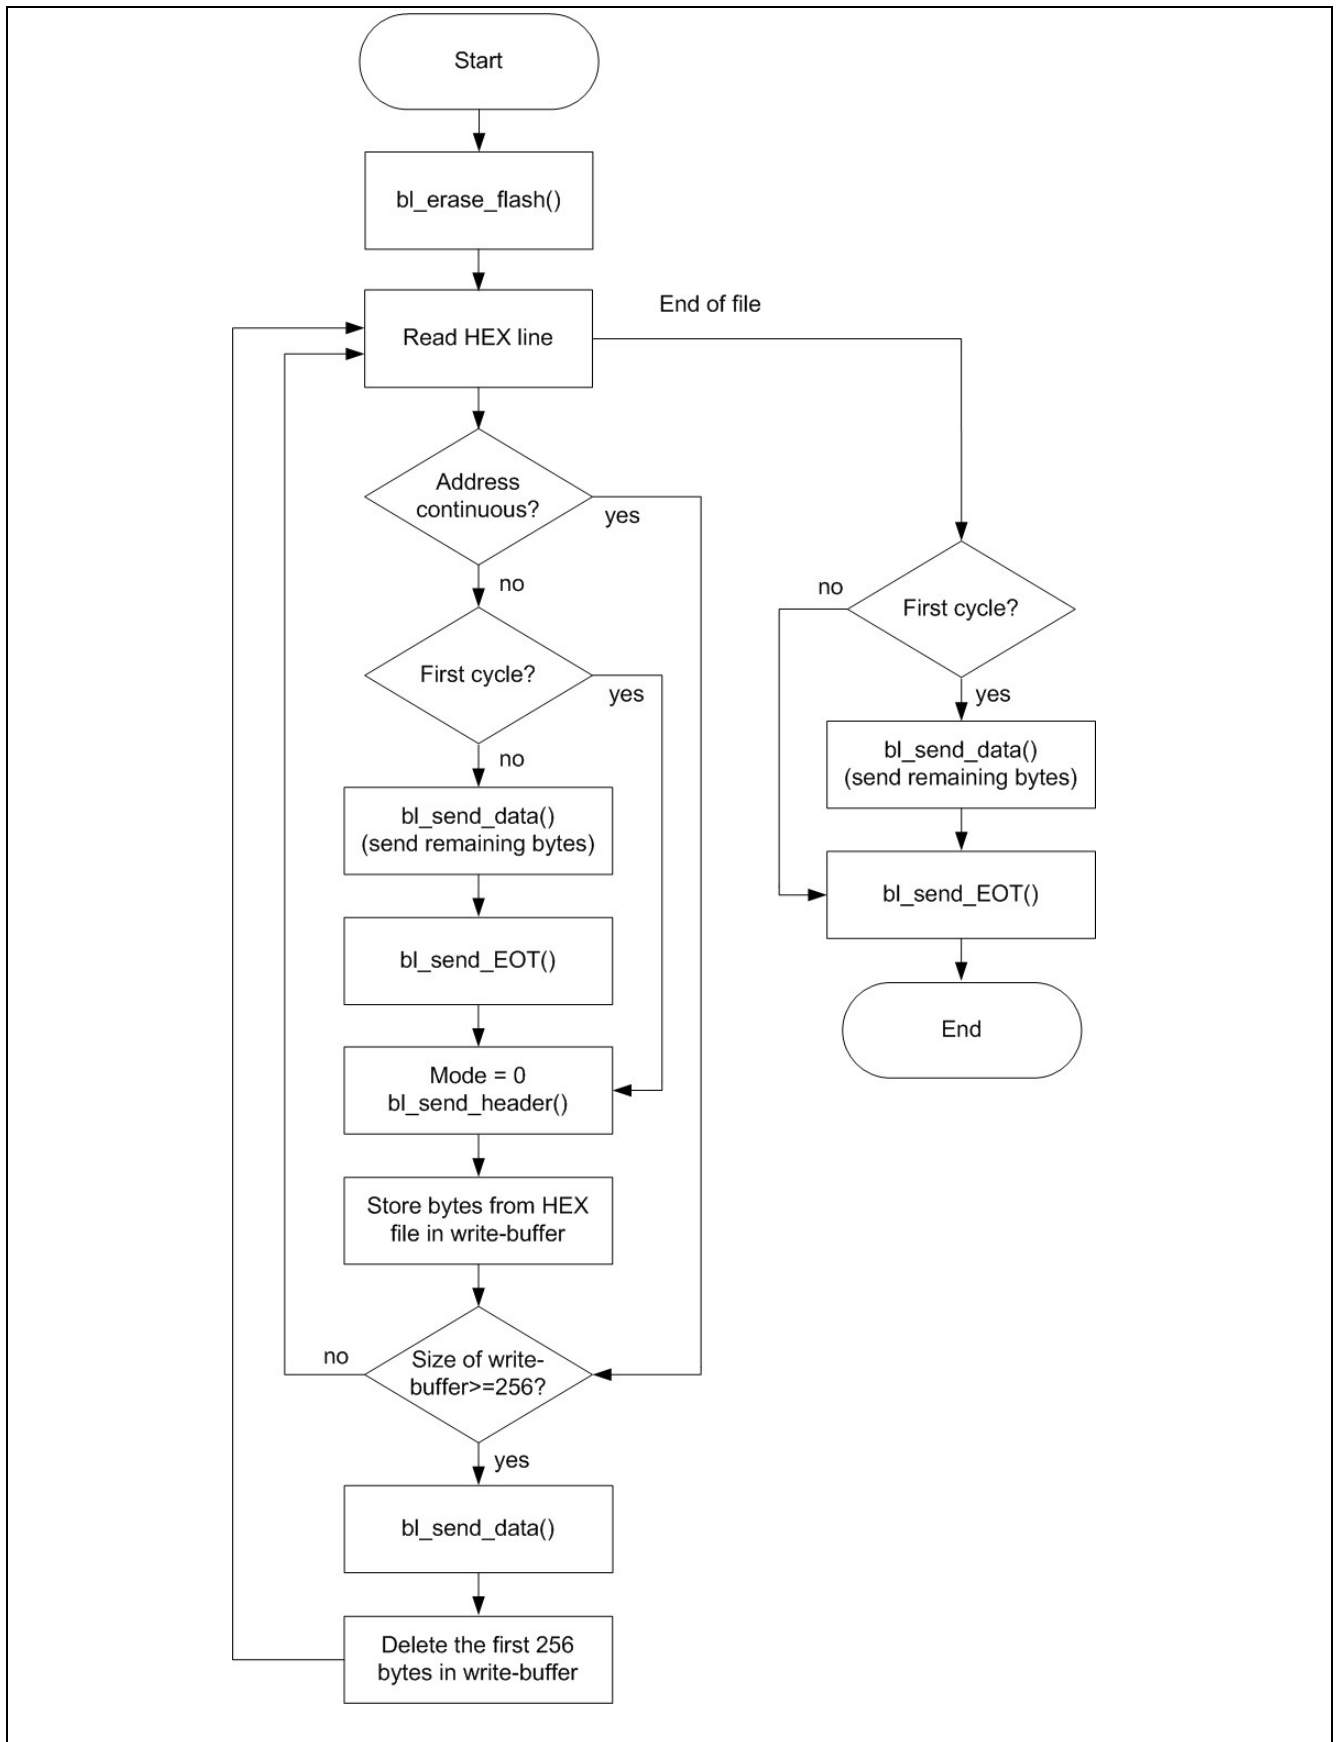 Start
bl_erase_flash()
Read HEX line
End of file
Address
continuous?
yes
no
First cycle?
yes
no
bl_send_data()
(send remaining bytes)
bl_send_EOT()
Mode = 0
bl_send_header()
Store bytes from HEX
file in write-buffer
Size of write-
buffer>=256?
no
yes
bl_send_data()
Delete the first 256
bytes in write-buffer
First cycle?
no
yes
bl_send_data()
(send remaining bytes)
bl_send_EOT()
End